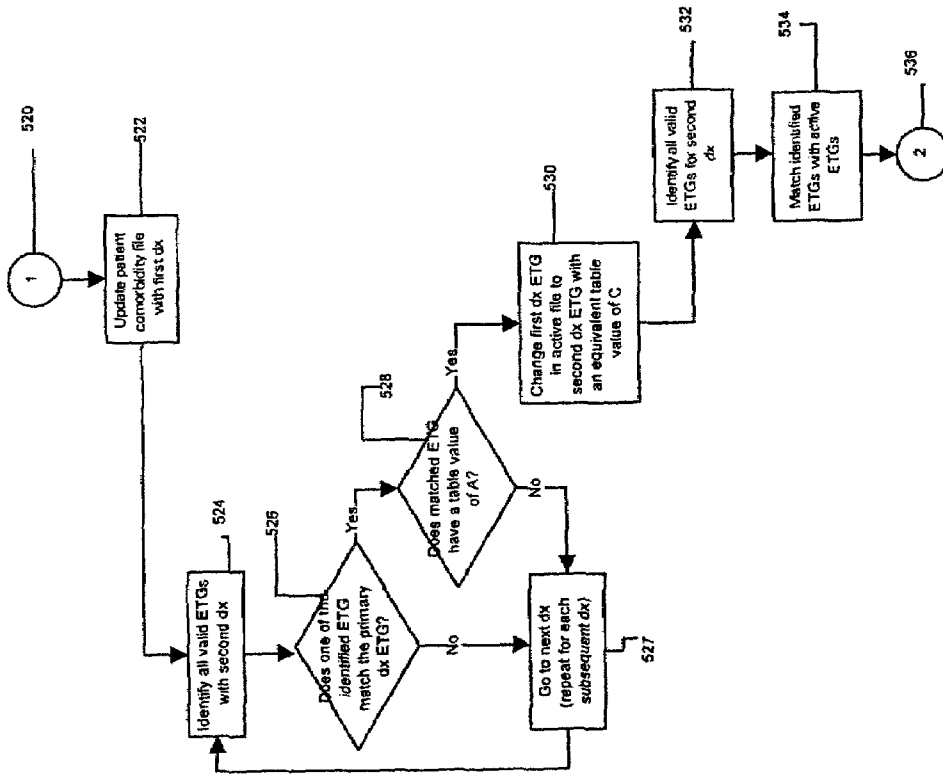 1
520
Update patient
comorbidity file
with first dx
522
Identify all valid ETGs
with second dx
524
Does one of the
identified ETG
match the primary
dx ETG?
526
Yes
No
Does matched ETG
have a table value
of A?
528
Yes
No
Go to next dx
(repeat for each
subsequent dx)
527
Change first dx ETG
in active file to
second dx ETG with
an equivalent table
value of C
530
Identify all valid
ETGs for second
dx
532
Match identified
ETGs with active
ETGs
534
2
536